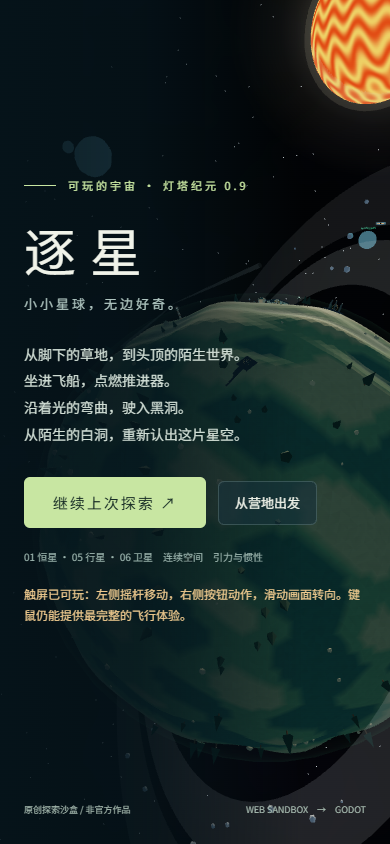 可玩的宇宙 · 灯塔纪元 0.9
逐星
小小星球，无边好奇。
从脚下的草地，到头顶的陌生世界。
坐进飞船，点燃推进器。
沿着光的弯曲，驶入黑洞。
从陌生的白洞，重新认出这片星空。
继续上次探索 ↗
从营地出发
01 恒星 · 05 行星 · 06 卫星 连续空间 引力与惯性
触屏已可玩：左侧摇杆移动，右侧按钮动作，滑动画面转向。键
鼠仍能提供最完整的飞行体验。
原创探索沙盒 / 非官方作品
WEB SANDBOX → GODOT